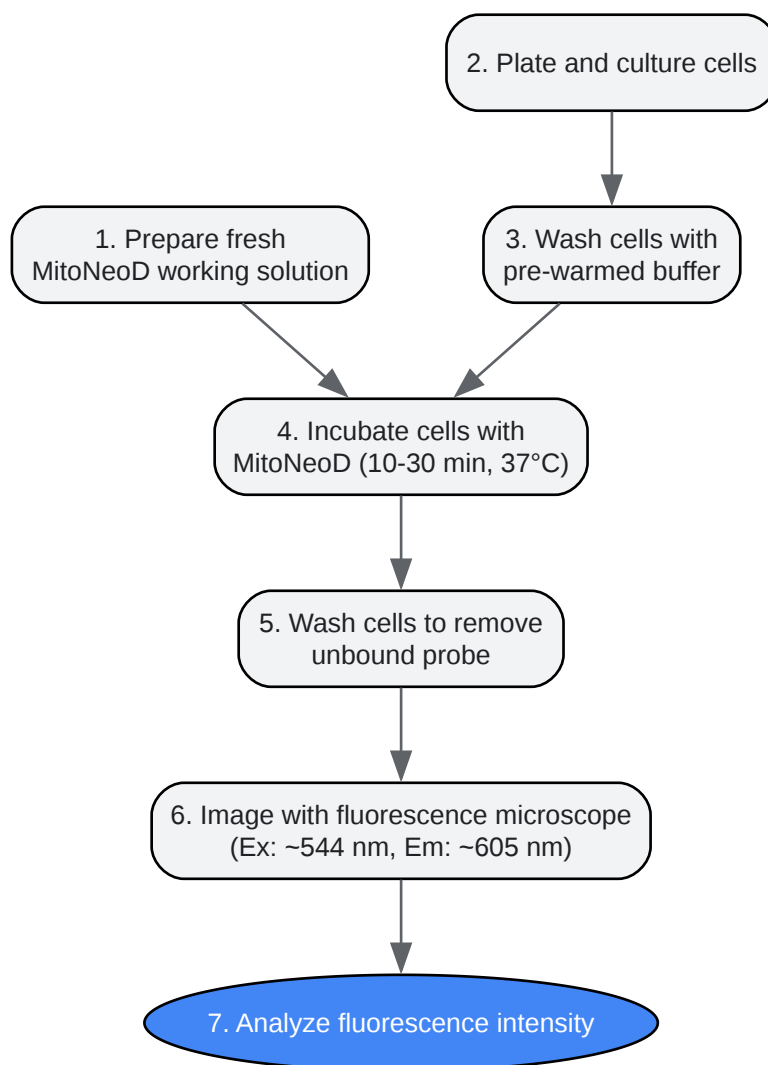 2. Plate and culture cells
1. Prepare fresh
MitoNeoD working solution
3. Wash cells with
pre-warmed buffer
4. Incubate cells with
MitoNeoD (10-30 min, 37°C)
5. Wash cells to remove
unbound probe
6. Image with fluorescence microscope
(Ex: ~544 nm, Em: ~605 nm)
7. Analyze fluorescence intensity